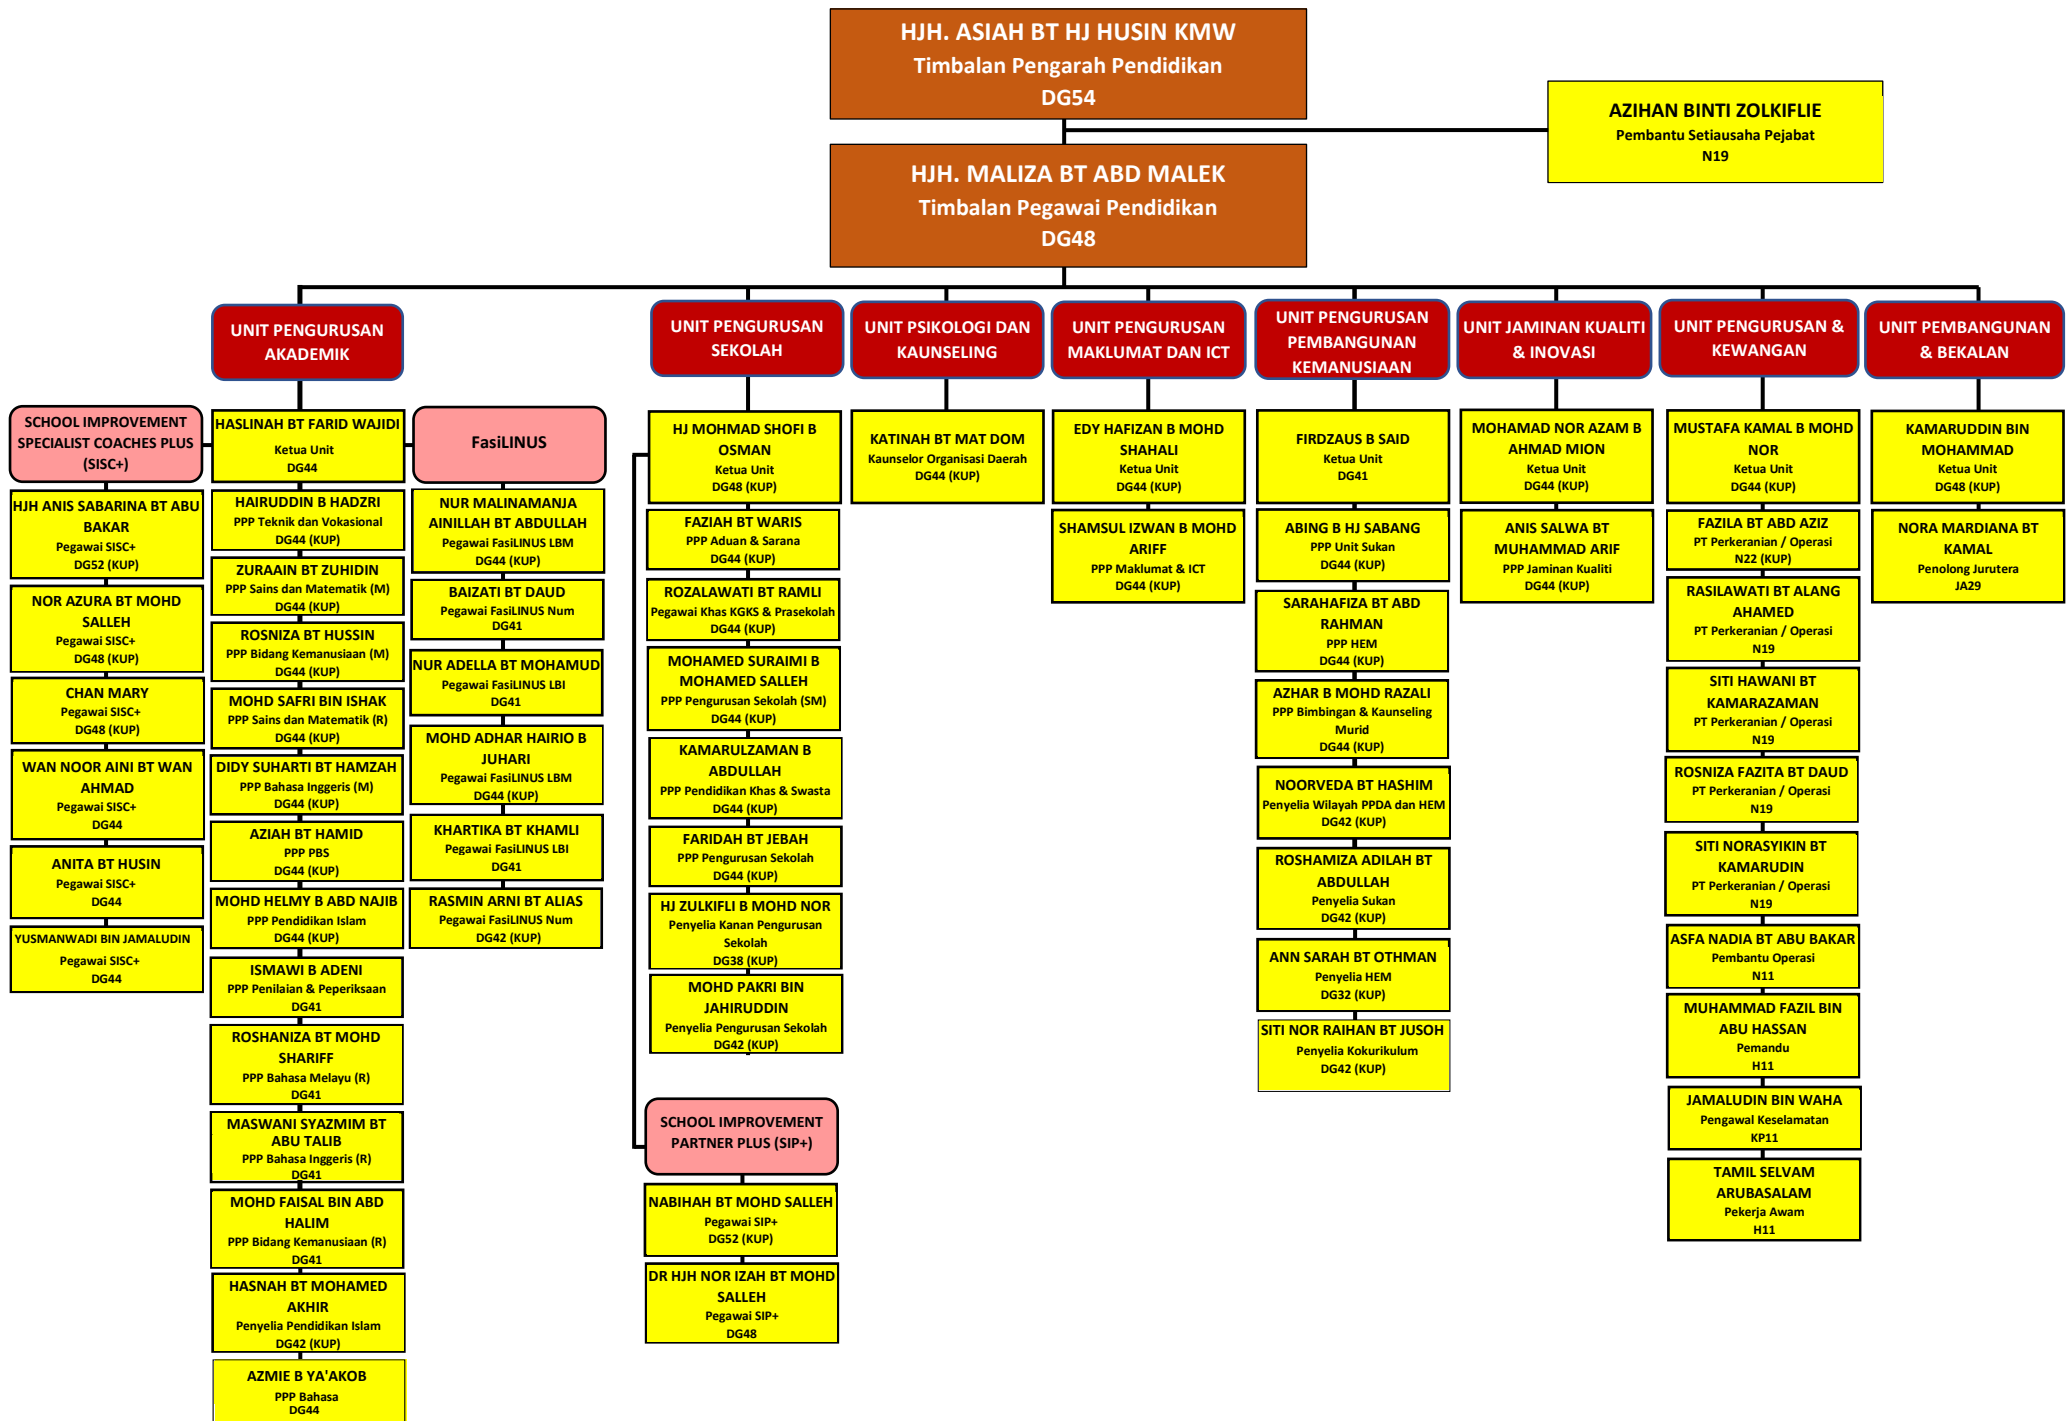 HJH. ASIAH BT HJ HUSIN KMW
Timbalan Pengarah Pendidikan
DG54
AZIHAN BINTI ZOLKIFLIE
Pembantu Setiausaha Pejabat
N19
HJH. MALIZA BT ABD MALEK
Timbalan Pegawai Pendidikan
DG48
UNIT PENGURUSAN
AKADEMIK
SCHOOL IMPROVEMENT
SPECIALIST COACHES PLUS
(SISC+)
HJH ANIS SABARINA BT ABU
BAKAR
Pegawai SISC+
DG52 (KUP)
NOR AZURA BT MOHD
SALLEH
Pegawai SISC+
DG48 (KUP)
CHAN MARY
Pegawai SISC+
DG48 (KUP)
WAN NOOR AINI BT WAN
AHMAD
Pegawai SISC+
DG44
ANITA BT HUSIN
Pegawai SISC+
DG44
YUSMANWADI BIN JAMALUDIN
Pegawai SISC+
DG44
HASLINAH BT FARID WAJIDI
Ketua Unit
DG44
HAIRUDDIN B HADZRI
PPP Teknik dan Vokasional
DG44 (KUP)
ZURAAIN BT ZUHIDIN
PPP Sains dan Matematik (M)
DG44 (KUP)
ROSNIZA BT HUSSIN
PPP Bidang Kemanusiaan (M)
DG44 (KUP)
MOHD SAFRI BIN ISHAK
PPP Sains dan Matematik (R)
DG44 (KUP)
DIDY SUHARTI BT HAMZAH
PPP Bahasa Inggeris (M)
DG44 (KUP)
AZIAH BT HAMID
PPP PBS
DG44 (KUP)
MOHD HELMY B ABD NAJIB
PPP Pendidikan Islam
DG44 (KUP)
ISMAWI B ADENI
PPP Penilaian & Peperiksaan
DG41
ROSHANIZA BT MOHD
SHARIFF
PPP Bahasa Melayu (R)
DG41
MASWANI SYAZMIM BT
ABU TALIB
PPP Bahasa Inggeris (R)
DG41
MOHD FAISAL BIN ABD
HALIM
PPP Bidang Kemanusiaan (R)
DG41
HASNAH BT MOHAMED
AKHIR
Penyelia Pendidikan Islam
DG42 (KUP)
AZMIE B YA'AKOB
PPP Bahasa
DG44
FasiLINUS
NUR MALINAMANJA
AINILLAH BT ABDULLAH
Pegawai FasiLINUS LBM
DG44 (KUP)
BAIZATI BT DAUD
Pegawai FasiLINUS Num
DG41
NUR ADELLA BT MOHAMUD
Pegawai FasiLINUS LBI
DG41
MOHD ADHAR HAIRIO B
JUHARI
Pegawai FasiLINUS LBM
DG44 (KUP)
KHARTIKA BT KHAMLI
Pegawai FasiLINUS LBI
DG41
RASMIN ARNI BT ALIAS
Pegawai FasiLINUS Num
DG42 (KUP)
UNIT PENGURUSAN
SEKOLAH
HJ MOHMAD SHOFI B
OSMAN
Ketua Unit
DG48 (KUP)
FAZIAH BT WARIS
PPP Aduan & Sarana
DG44 (KUP)
ROZALAWATI BT RAMLI
Pegawai Khas KGKS & Prasekolah
DG44 (KUP)
MOHAMED SURAIMI B
MOHAMED SALLEH
PPP Pengurusan Sekolah (SM)
DG44 (KUP)
KAMARULZAMAN B
ABDULLAH
PPP Pendidikan Khas & Swasta
DG44 (KUP)
FARIDAH BT JEBAH
PPP Pengurusan Sekolah
DG44 (KUP)
HJ ZULKIFLI B MOHD NOR
Penyelia Kanan Pengurusan
Sekolah
DG38 (KUP)
MOHD PAKRI BIN
JAHIRUDDIN
Penyelia Pengurusan Sekolah
DG42 (KUP)
SCHOOL IMPROVEMENT
PARTNER PLUS (SIP+)
NABIHAH BT MOHD SALLEH
Pegawai SIP+
DG52 (KUP)
DR HJH NOR IZAH BT MOHD
SALLEH
Pegawai SIP+
DG48
UNIT PSIKOLOGI DAN
KAUNSELING
KATINAH BT MAT DOM
Kaunselor Organisasi Daerah
DG44 (KUP)
UNIT PENGURUSAN
MAKLUMAT DAN ICT
EDY HAFIZAN B MOHD
SHAHALI
Ketua Unit
DG44 (KUP)
SHAMSUL IZWAN B MOHD
ARIFF
PPP Maklumat & ICT
DG44 (KUP)
UNIT PENGURUSAN
PEMBANGUNAN
KEMANUSIAAN
FIRDZAUS B SAID
Ketua Unit
DG41
ABING B HJ SABANG
PPP Unit Sukan
DG44 (KUP)
SARAHAFIZA BT ABD
RAHMAN
PPP HEM
DG44 (KUP)
AZHAR B MOHD RAZALI
PPP Bimbingan & Kaunseling
Murid
DG44 (KUP)
NOORVEDA BT HASHIM
Penyelia Wilayah PPDA dan HEM
DG42 (KUP)
ROSHAMIZA ADILAH BT
ABDULLAH
Penyelia Sukan
DG42 (KUP)
ANN SARAH BT OTHMAN
Penyelia HEM
DG32 (KUP)
SITI NOR RAIHAN BT JUSOH
Penyelia Kokurikulum
DG42 (KUP)
UNIT JAMINAN KUALITI
& INOVASI
MOHAMAD NOR AZAM B
AHMAD MION
Ketua Unit
DG44 (KUP)
ANIS SALWA BT
MUHAMMAD ARIF
PPP Jaminan Kualiti
DG44 (KUP)
UNIT PENGURUSAN &
KEWANGAN
MUSTAFA KAMAL B MOHD
NOR
Ketua Unit
DG44 (KUP)
FAZILA BT ABD AZIZ
PT Perkeranian / Operasi
N22 (KUP)
RASILAWATI BT ALANG
AHAMED
PT Perkeranian / Operasi
N19
SITI HAWANI BT
KAMARAZAMAN
PT Perkeranian / Operasi
N19
ROSNIZA FAZITA BT DAUD
PT Perkeranian / Operasi
N19
SITI NORASYIKIN BT
KAMARUDIN
PT Perkeranian / Operasi
N19
ASFA NADIA BT ABU BAKAR
Pembantu Operasi
N11
MUHAMMAD FAZIL BIN
ABU HASSAN
Pemandu
H11
JAMALUDIN BIN WAHA
Pengawal Keselamatan
KP11
TAMIL SELVAM
ARUBASALAM
Pekerja Awam
H11
UNIT PEMBANGUNAN
& BEKALAN
KAMARUDDIN BIN
MOHAMMAD
Ketua Unit
DG48 (KUP)
NORA MARDIANA BT
KAMAL
Penolong Jurutera
JA29